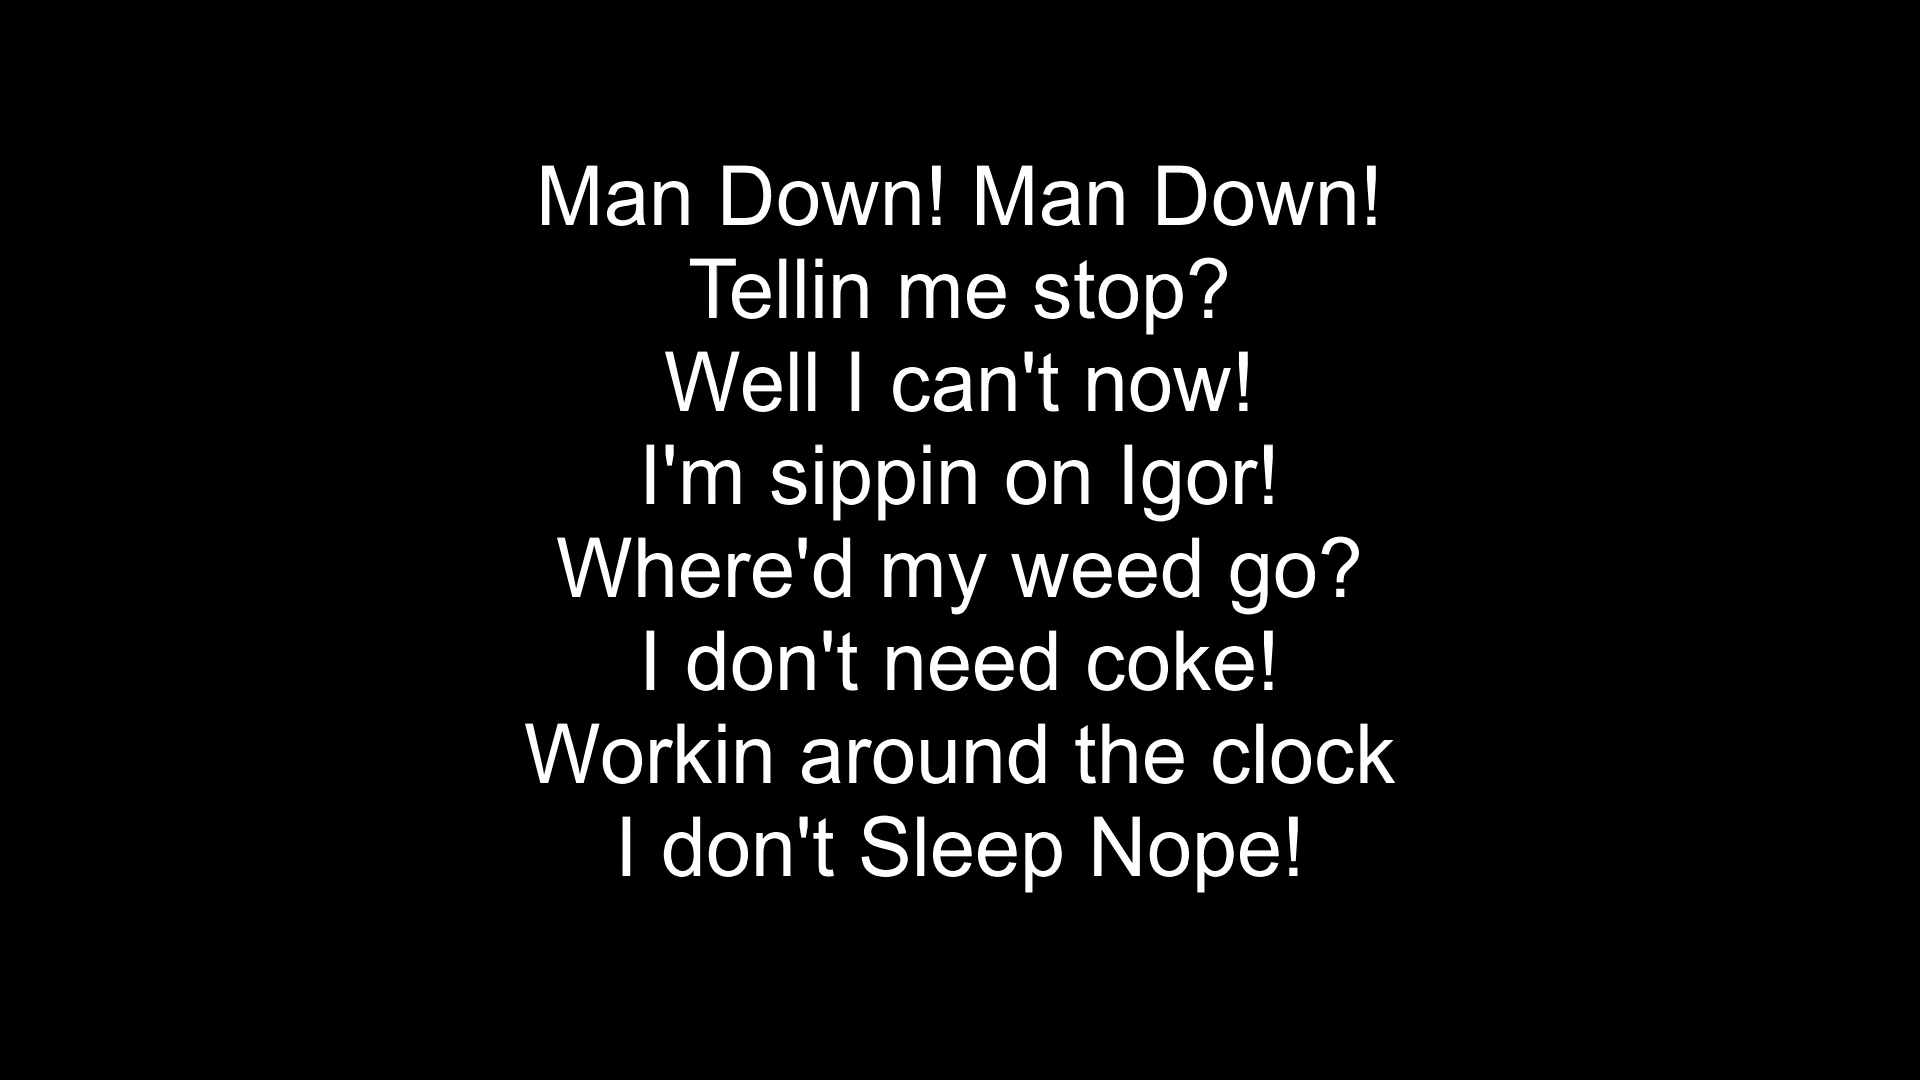 Man Down! Man Down!
Tellin me stop?
Well I can't now!
I'm sippin on Igor!
Where'd my weed go?
I don't need coke!
Workin around the clock
I don't Sleep Nope!